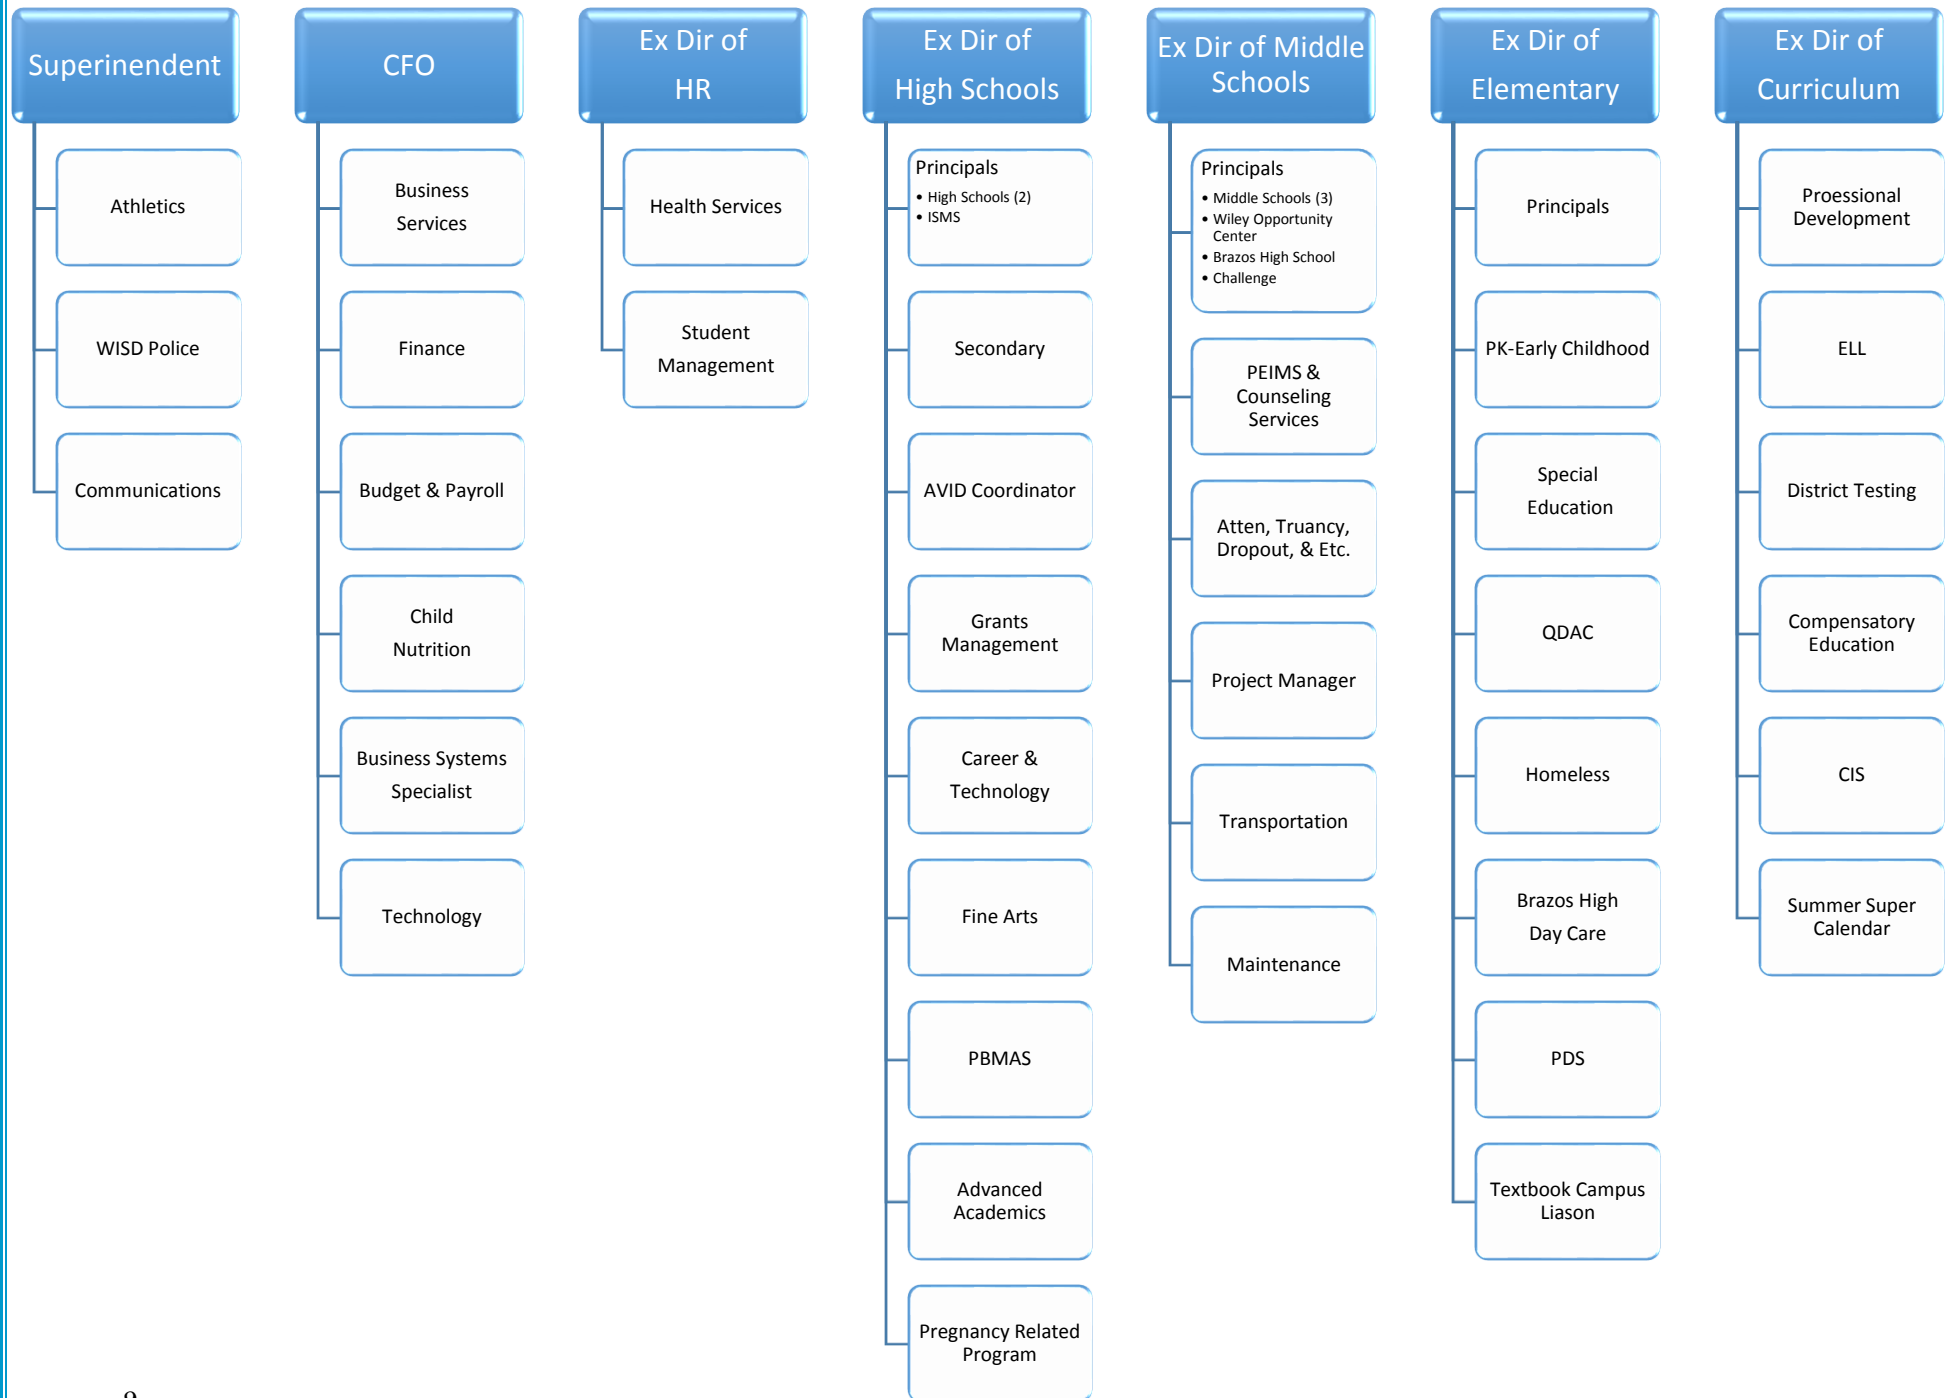 Superinendent
Athletics
WISD Police
Communications
CFO
Business
Services
Finance
Budget & Payroll
Child
Nutrition
Business Systems
Specialist
Technology
Ex Dir of
HR
Health Services
Student
Management
Ex Dir of
High Schools
Principals
• High Schools (2)
• ISMS
Secondary
AVID Coordinator
Grants
Management
Career &
Technology
Fine Arts
PBMAS
Advanced
Academics
Pregnancy Related
Program
Ex Dir of Middle
Schools
Principals
• Middle Schools (3)
• Wiley Opportunity
Center
• Brazos High School
• Challenge
PEIMS &
Counseling
Services
Atten, Truancy,
Dropout, & Etc.
Project Manager
Transportation
Maintenance
Ex Dir of
Elementary
Principals
PK-Early Childhood
Special
Education
QDAC
Homeless
Brazos High
Day Care
PDS
Textbook Campus
Liason
Ex Dir of
Curriculum
Proessional
Development
ELL
District Testing
Compensatory
Education
CIS
Summer Super
Calendar